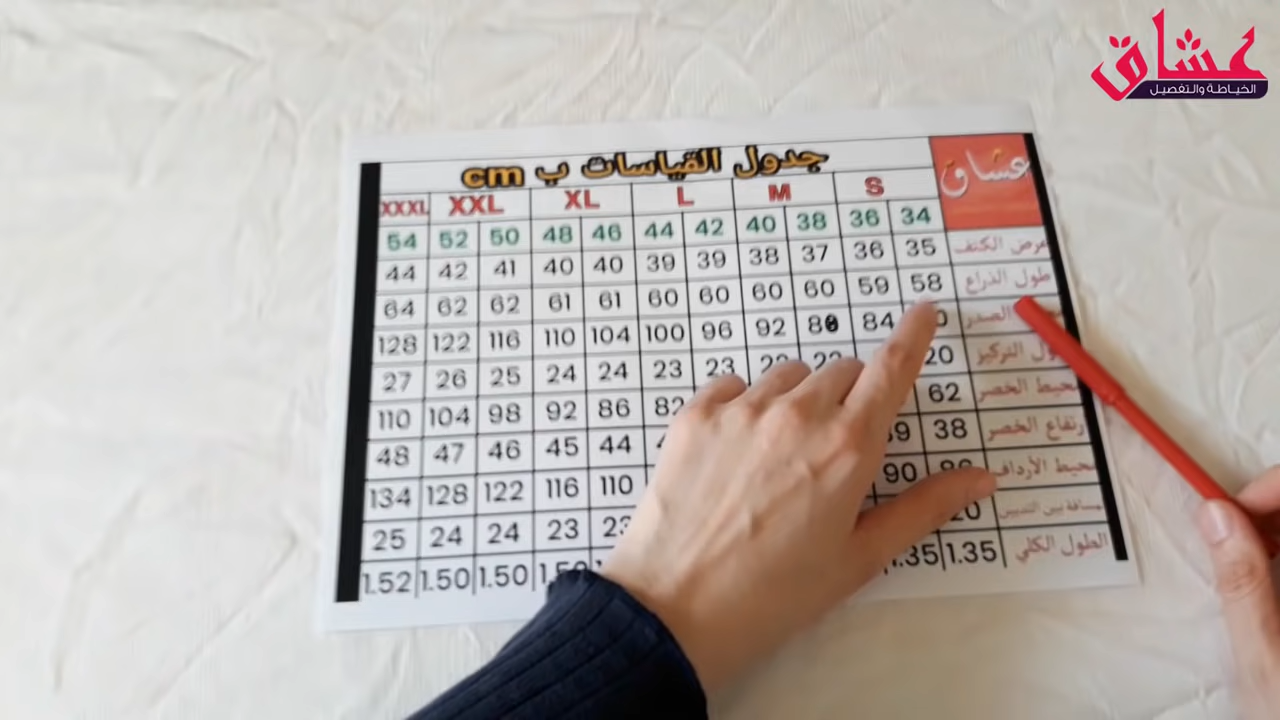 عشاق
الخياطة والتفصيل
جدول القياسات ب cm
عشاق
S M L XL XXL XXXL
34 36 38 40 42 44 46 48 50 52 54
عرض الكتف 35 36 37 38 39 39 40 40 41 42 44
طول الذراع 58 59 60 60 60 60 61 61 62 62 64
الصدر 84 92 96 100 104 110 116 122 128
التركيز 20 23 23 24 24 25 26 27
محيط الخصر 62 82 86 92 98 104 110
ارتفاع الخصر 38 44 45 46 47 48
محيط الأرداف 90 110 116 122 128 134
مسافة بين الثديين 20 23 24 24 25
الطول الكلي 1.35 1.35 1.50 1.50 1.52